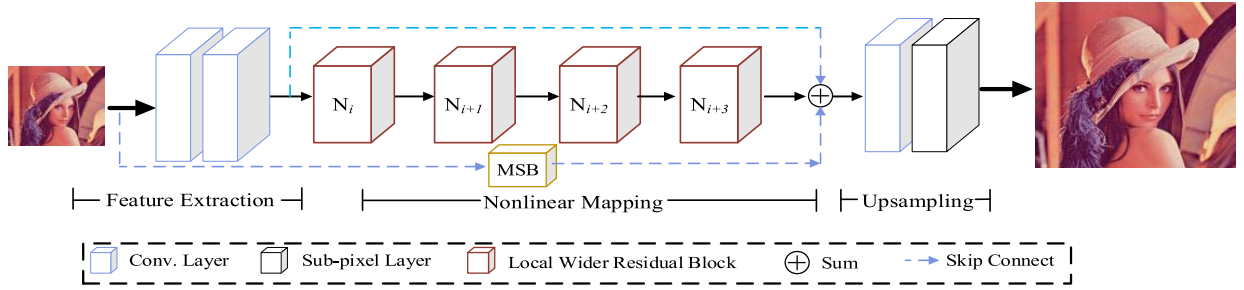 N_i N_{i+1} N_{i+2} N_{i+3}
MSB
Feature Extraction Nonlinear Mapping Upsampling
Conv. Layer Sub-pixel Layer Local Wider Residual Block Sum Skip Connect